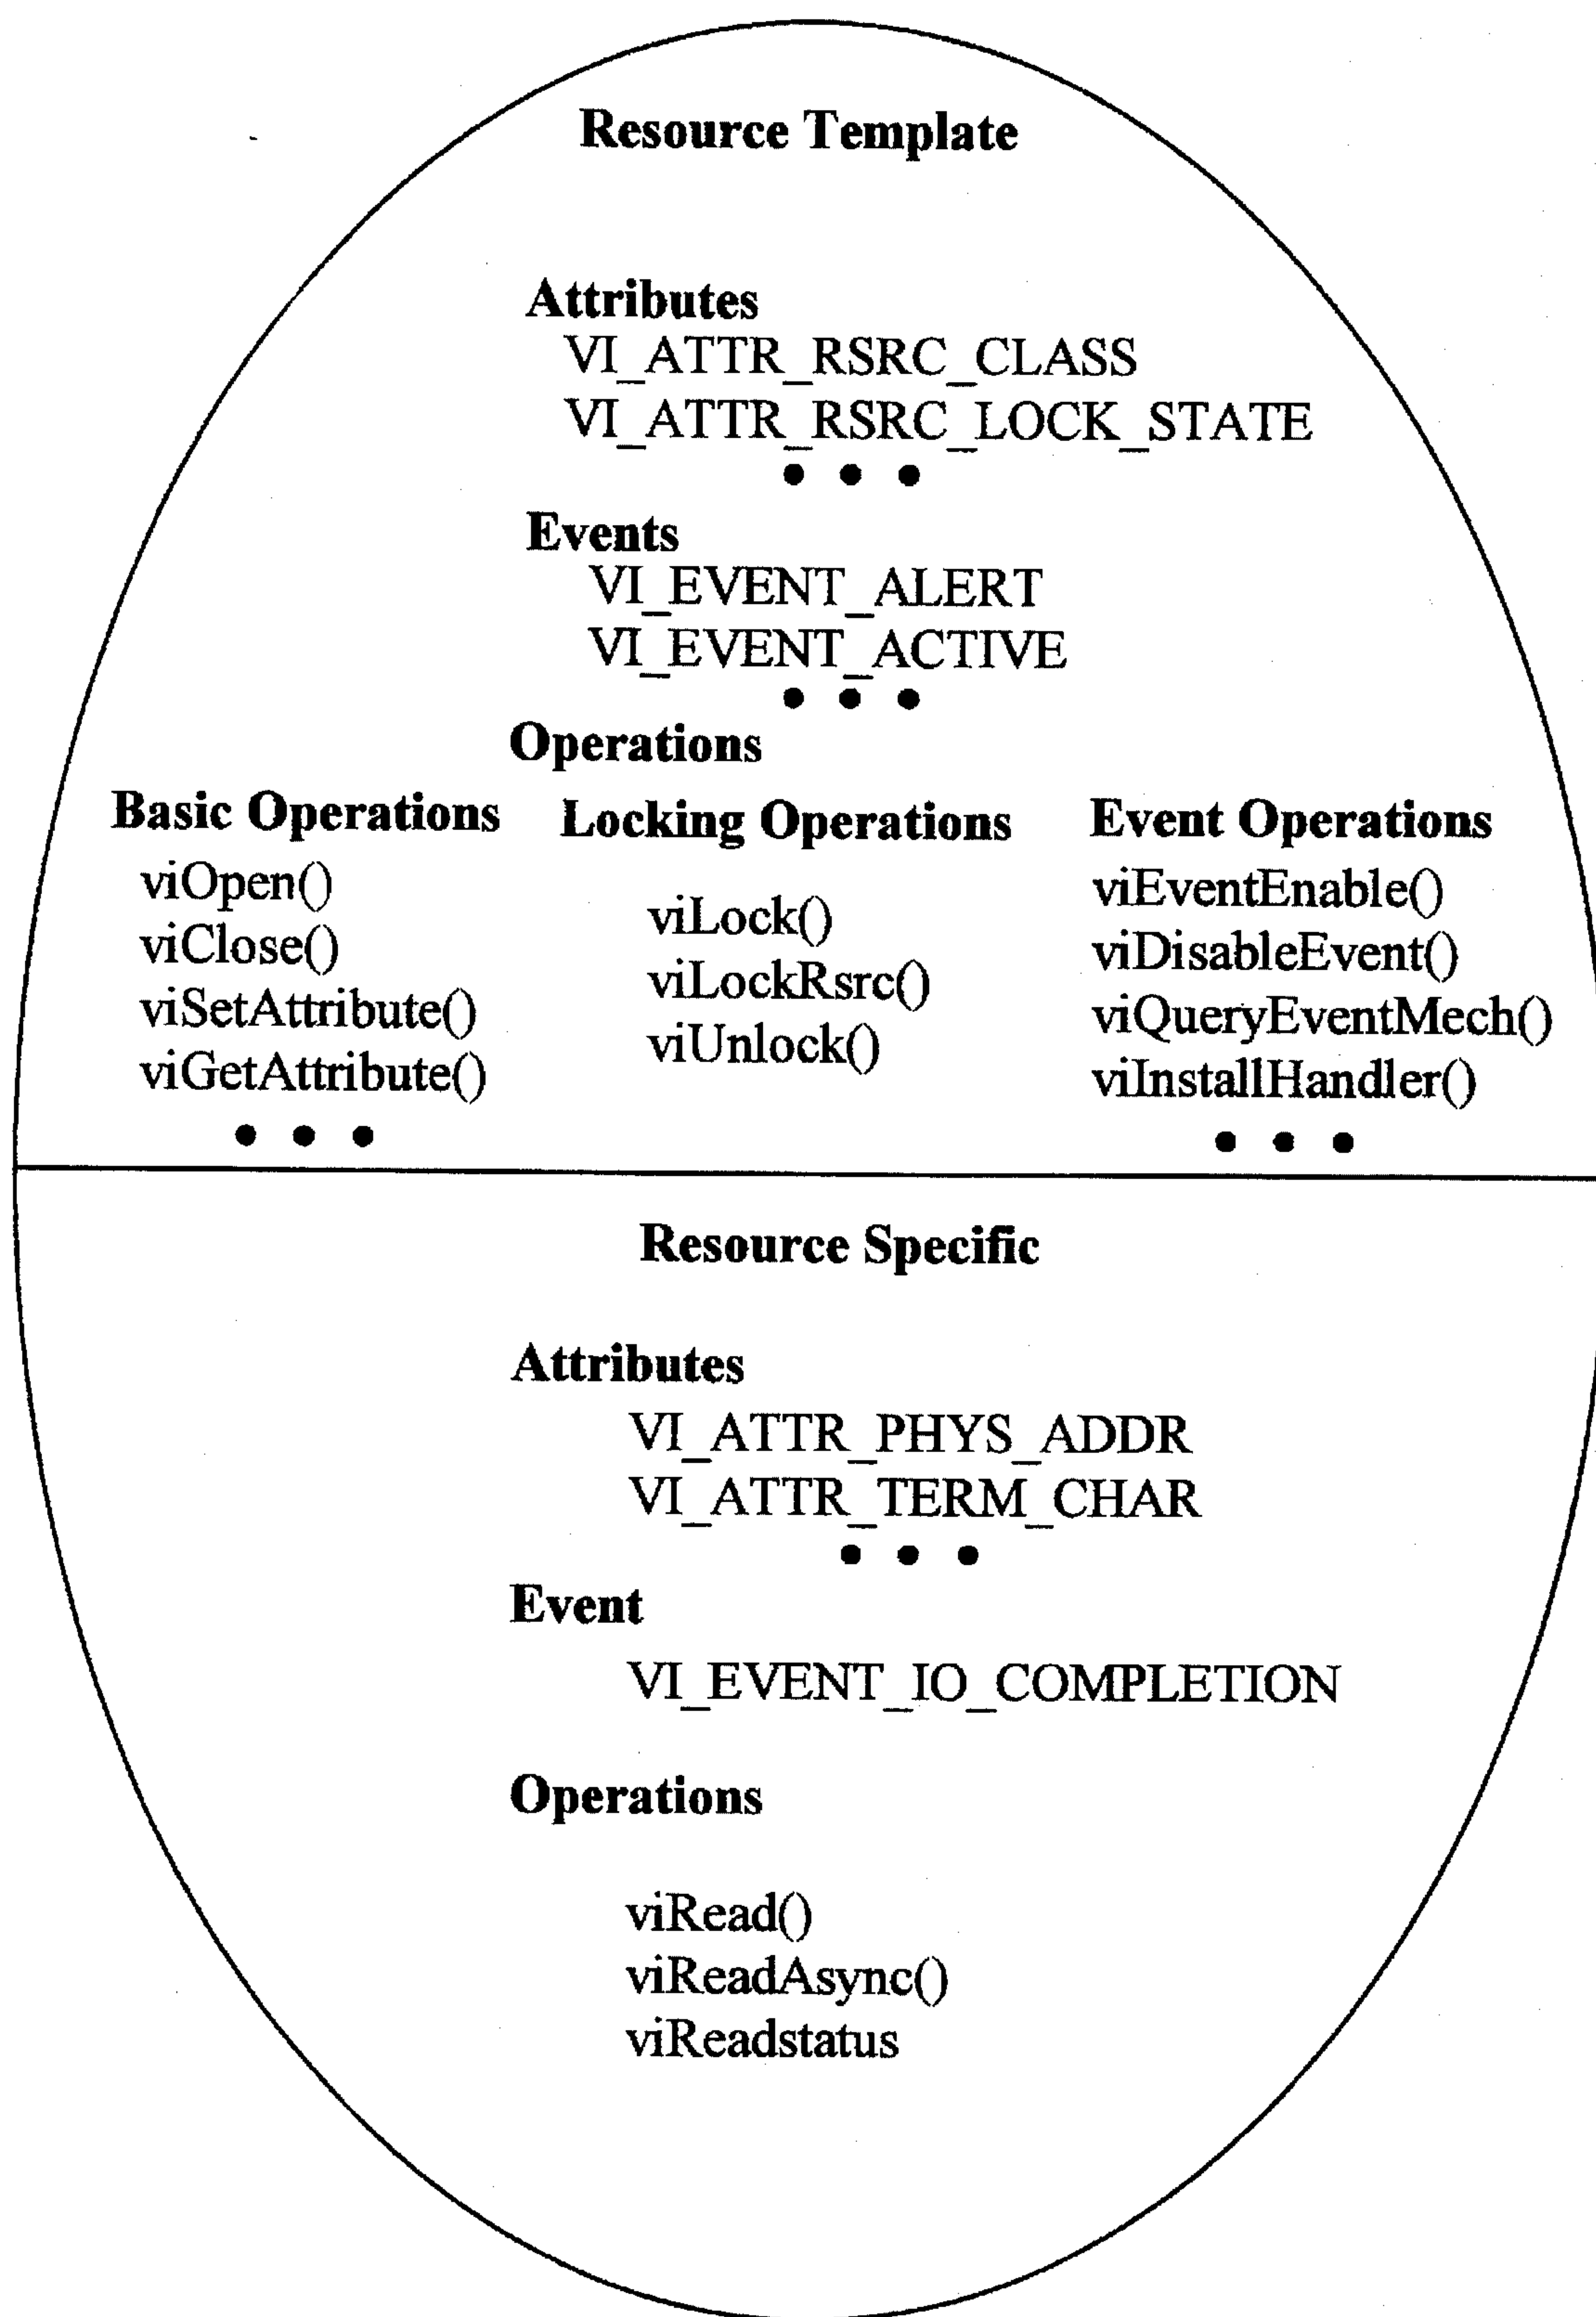 Resource Template
Attributes
VI_ATTR_RSRC_CLASS
VI_ATTR_RSRC_LOCK_STATE
• • •
Events
VI_EVENT_ALERT
VI_EVENT_ACTIVE
• • •
Operations
Basic Operations
viOpen()
viClose()
viSetAttribute()
viGetAttribute()
• • •
Locking Operations
viLock()
viLockRsrc()
viUnlock()
Event Operations
viEventEnable()
viDisableEvent()
viQueryEventMech()
viInstallHandler()
• • •
Resource Specific
Attributes
VI_ATTR_PHYS_ADDR
VI_ATTR_TERM_CHAR
• • •
Event
VI_EVENT_IO_COMPLETION
Operations
viRead()
viReadAsync()
viReadstatus